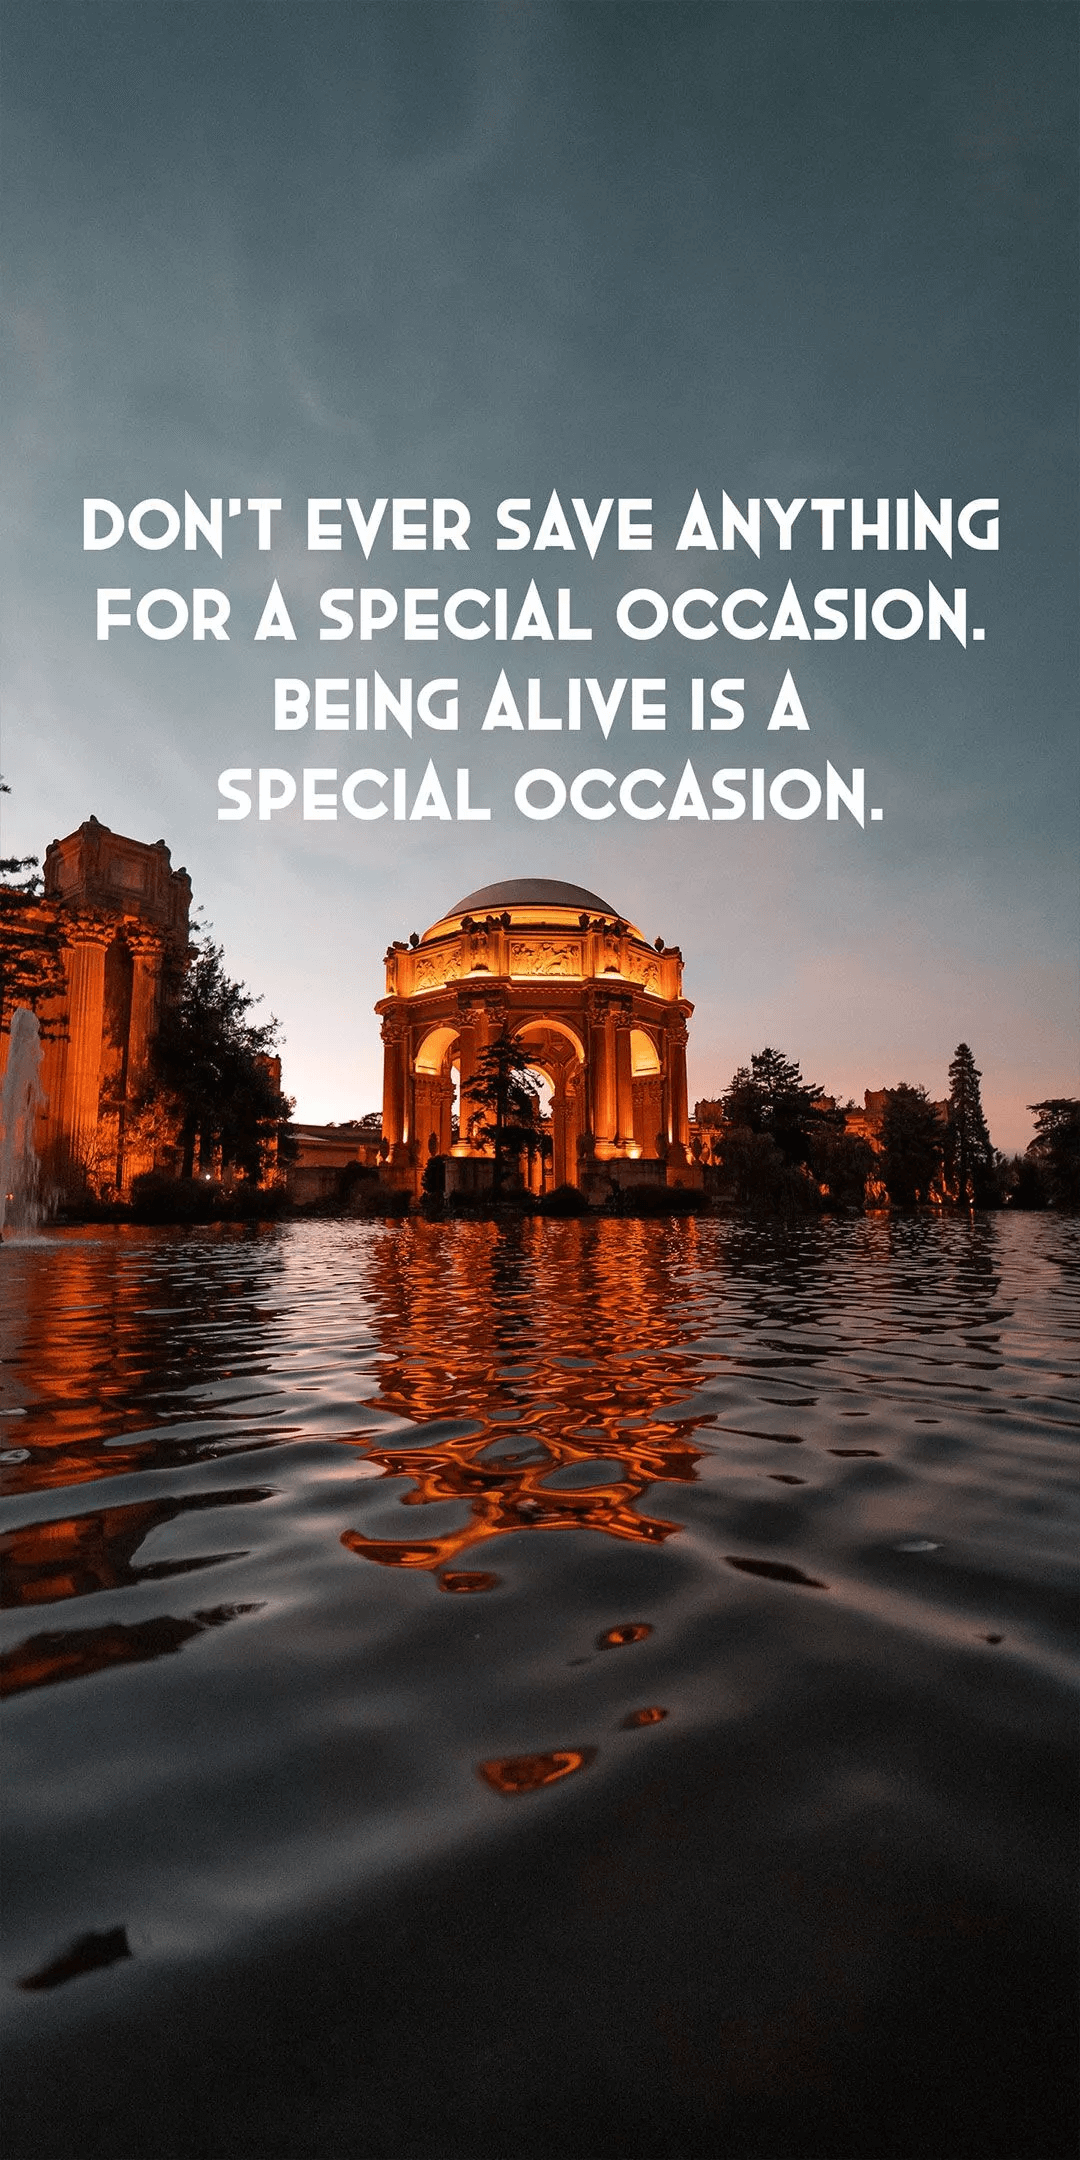 DON'T EVER SAVE ANYTHING
FOR A SPECIAL OCCASION.
BEING ALIVE IS A
SPECIAL OCCASION.